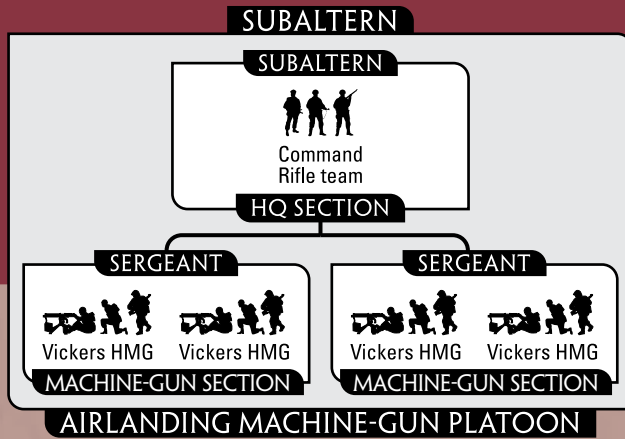 SUBALTERN
SUBALTERN
Command
Rifle team
HQ SECTION
SERGEANT
Vickers HMG Vickers HMG
MACHINE-GUN SECTION
SERGEANT
Vickers HMG Vickers HMG
MACHINE-GUN SECTION
AIRLANDING MACHINE-GUN PLATOON